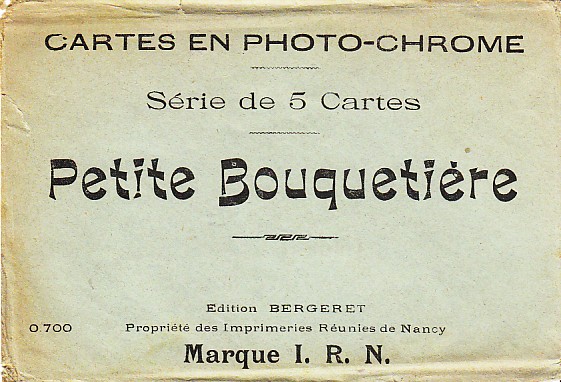 CARTES EN PHOTO-CHROME
Série de 5 Cartes
Petite Bouquetière
Edition BERGERET
0.700 Propriété des Imprimeries Réunies de Nancy
Marque I. R. N.